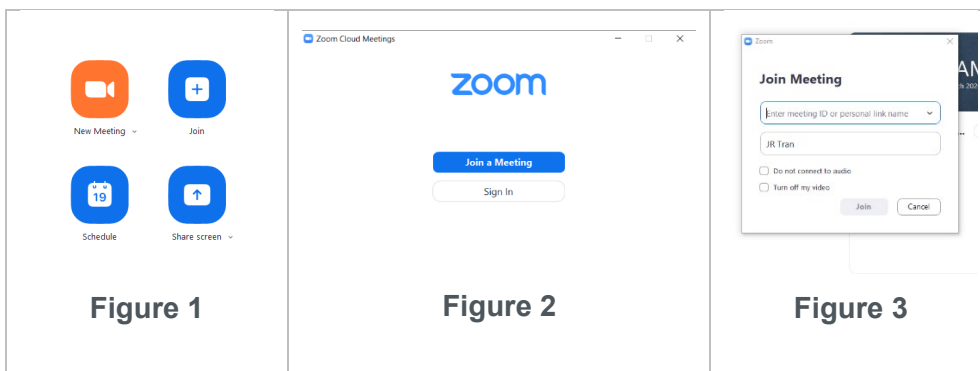 New Meeting
Join
19
Schedule
Share screen
Figure 1
Zoom Cloud Meetings
zoom
Join a Meeting
Sign In
Figure 2
Zoom
Join Meeting
Enter meeting ID or personal link name
JR Tran
Do not connect to audio
Turn off my video
Join
Cancel
Figure 3